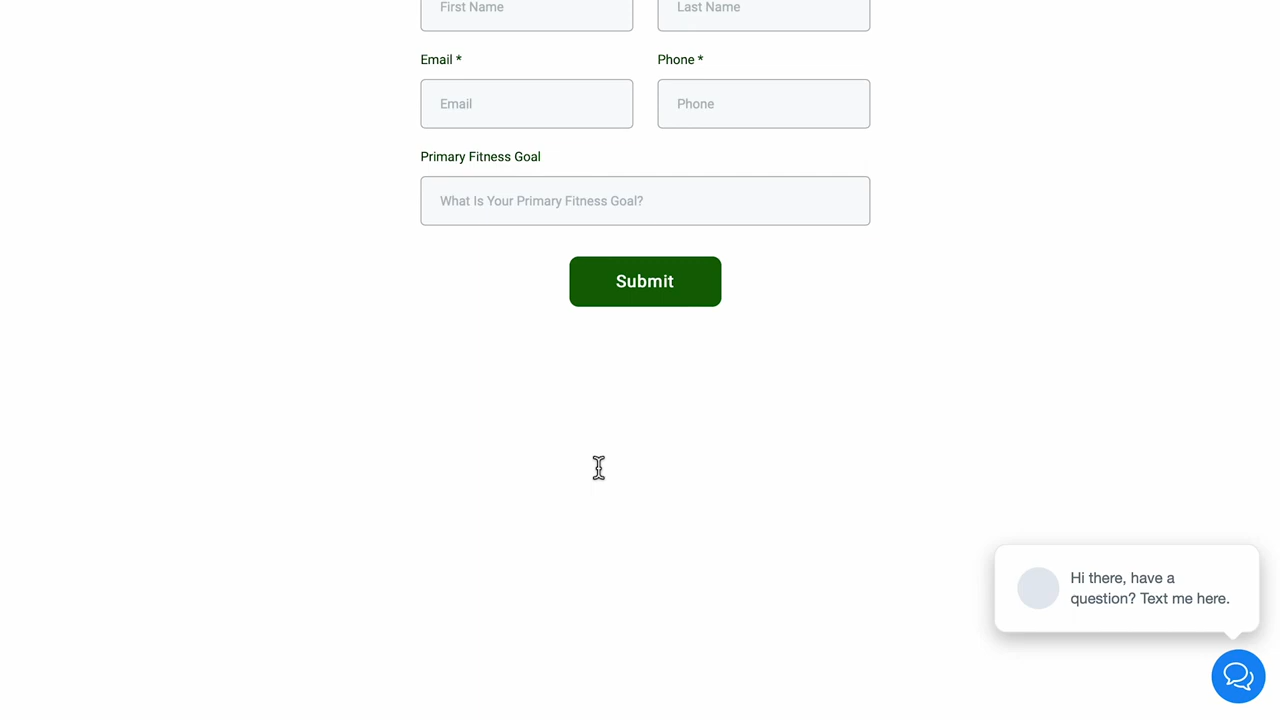 First Name
Last Name
Email *
Phone *
Email
Phone
Primary Fitness Goal
What Is Your Primary Fitness Goal?
Submit
Hi there, have a
question? Text me here.